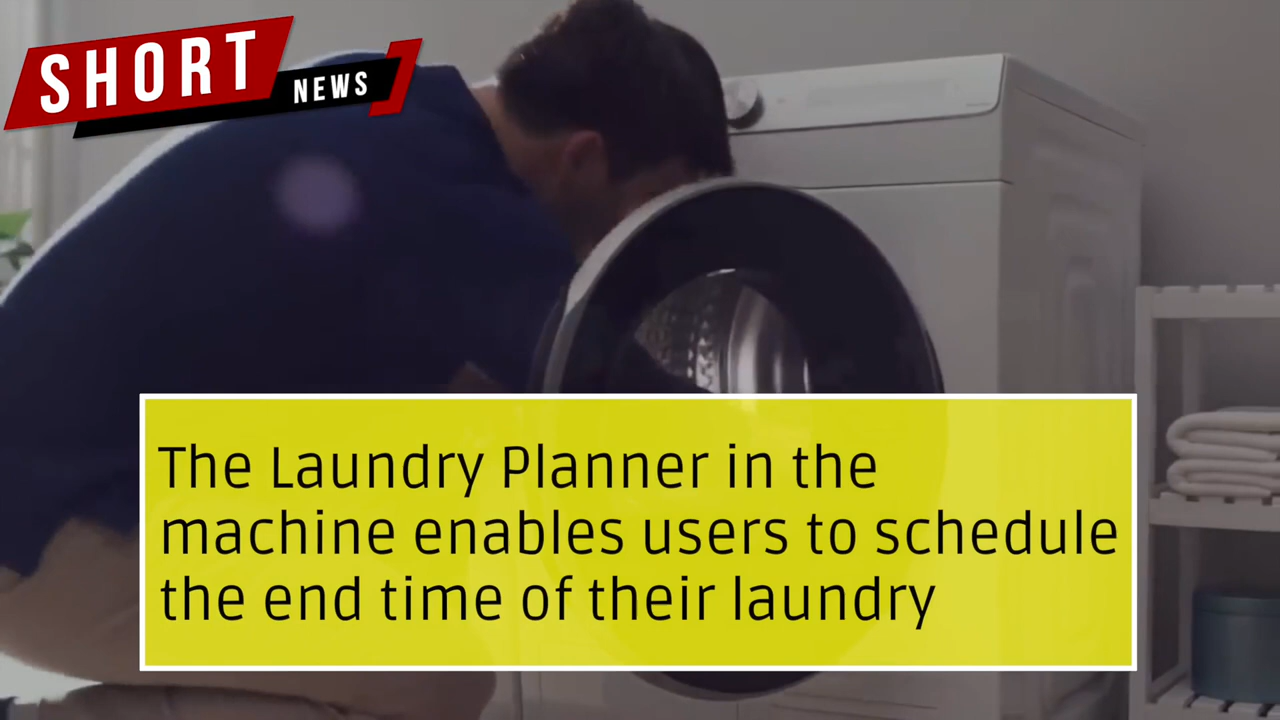 SHORT
NEWS
The Laundry Planner in the
machine enables users to schedule
the end time of their laundry